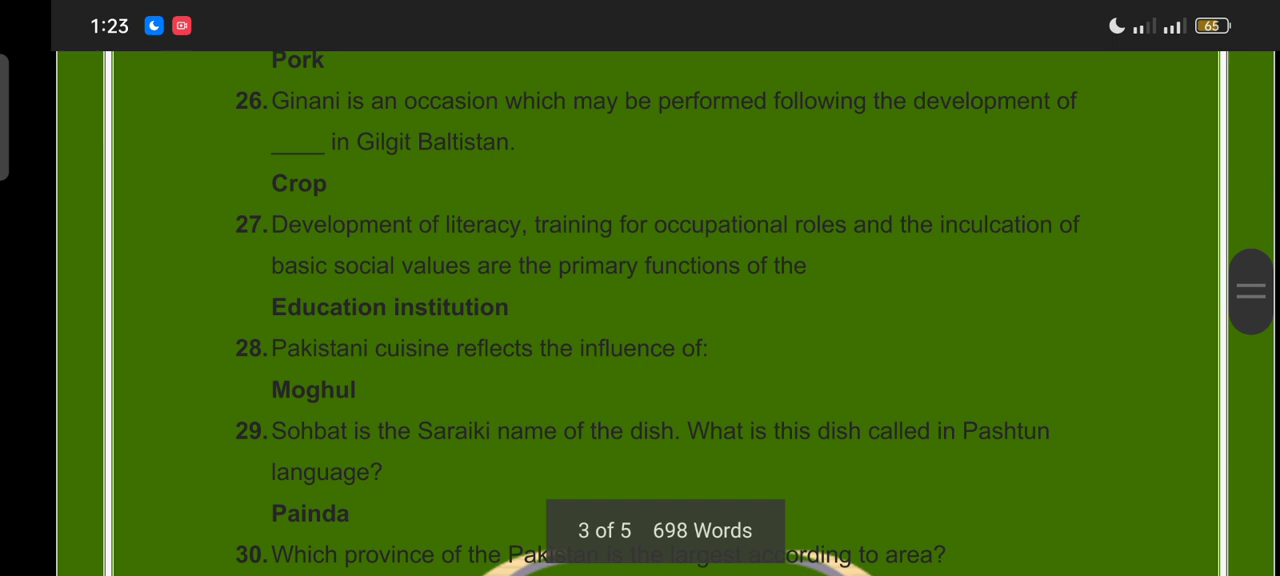 1:23
65
Pork
26. Ginani is an occasion which may be performed following the development of
____ in Gilgit Baltistan.
Crop
27. Development of literacy, training for occupational roles and the inculcation of
basic social values are the primary functions of the
Education institution
28. Pakistani cuisine reflects the influence of:
Moghul
29. Sohbat is the Saraiki name of the dish. What is this dish called in Pashtun
language?
Painda
3 of 5 698 Words
30. Which province of the Pakistan is the largest according to area?